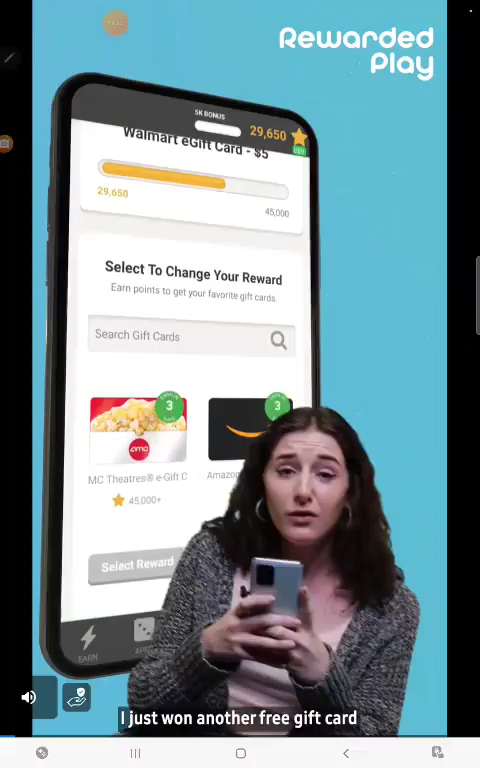 Rewarded
Play
5K BONUS
29,650
Walmart eGift Card - $5
29,650
45,000
Select To Change Your Reward
Earn points to get your favorite gift cards.
Search Gift Cards
3
3
amc
MC Theatres® e-Gift C
Amazon
45,000+
Select Reward
EARN
I just won another free gift card